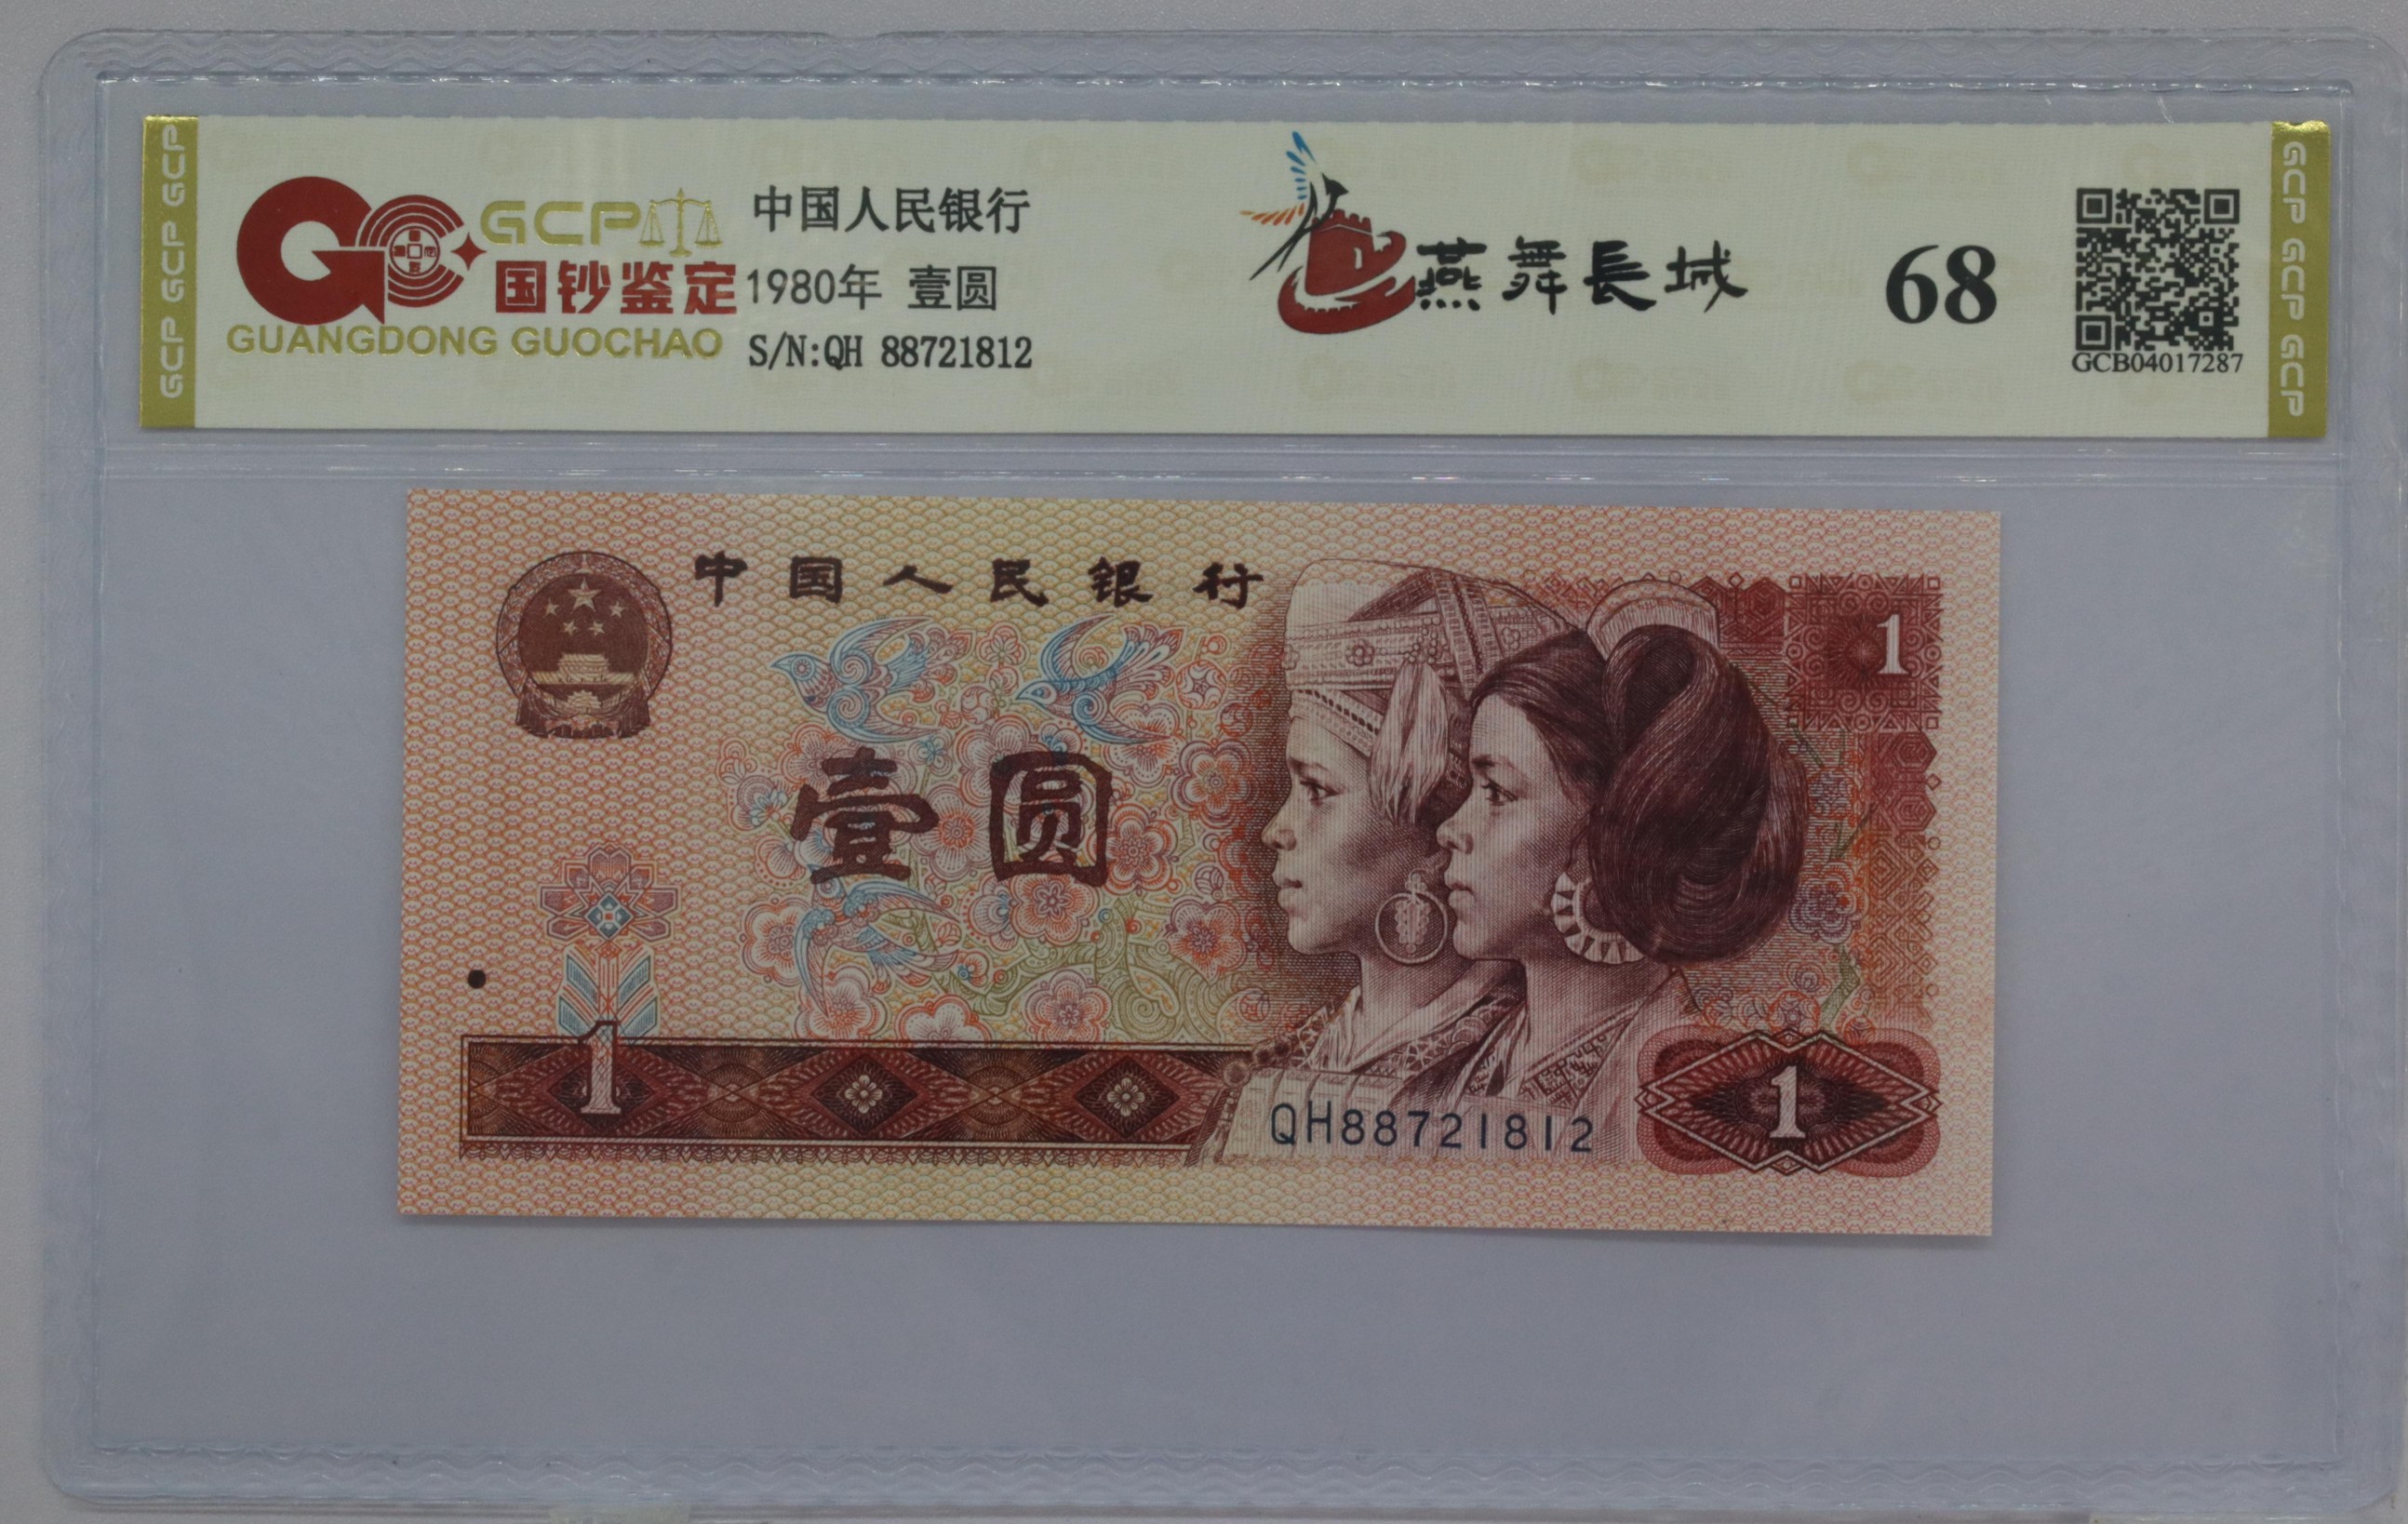 GCP GCP GCP
GCP
国钞鉴定
GUANGDONG GUOCHAO
中国人民银行
1980年 壹圆
S/N:QH 88721812
燕舞長城
68
GCB04017287
GCP GCP GCP
中国人民银行
1
壹圆
1
QH88721812
1